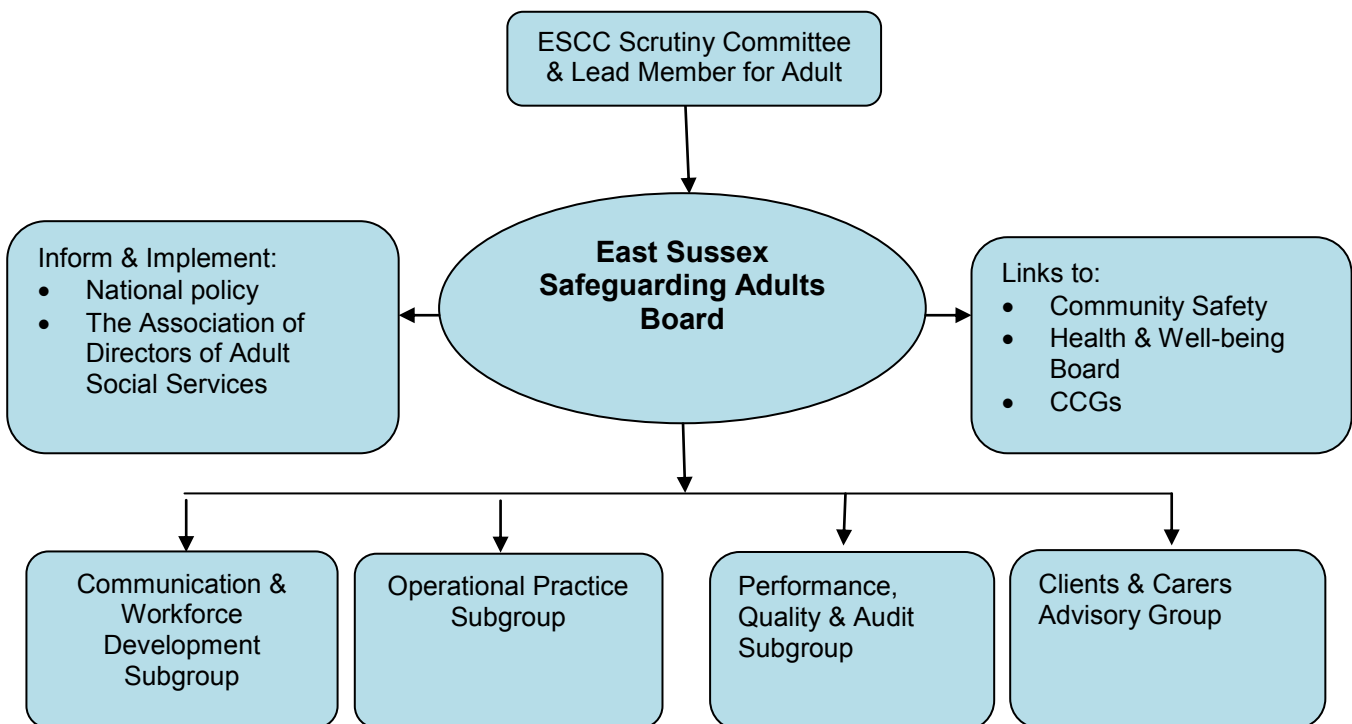 ESCC Scrutiny Committee
& Lead Member for Adult
East Sussex
Safeguarding Adults
Board
Inform & Implement:
• National policy
• The Association of
Directors of Adult
Social Services
Links to:
• Community Safety
• Health & Well-being
Board
• CCGs
Communication &
Workforce
Development
Subgroup
Operational Practice
Subgroup
Performance,
Quality & Audit
Subgroup
Clients & Carers
Advisory Group